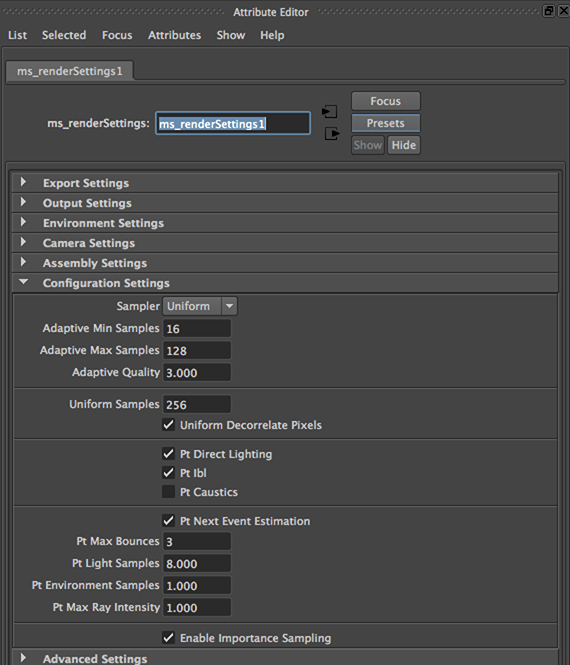 Attribute Editor
List Selected Focus Attributes Show Help
ms_renderSettings1
Focus
ms_renderSettings: ms_renderSettings1 Presets
Show Hide
Export Settings
Output Settings
Environment Settings
Camera Settings
Assembly Settings
Configuration Settings
Sampler Uniform
Adaptive Min Samples 16
Adaptive Max Samples 128
Adaptive Quality 3.000
Uniform Samples 256
Uniform Decorrelate Pixels
Pt Direct Lighting
Pt Ibl
Pt Caustics
Pt Next Event Estimation
Pt Max Bounces 3
Pt Light Samples 8.000
Pt Environment Samples 1.000
Pt Max Ray Intensity 1.000
Enable Importance Sampling
Advanced Settings